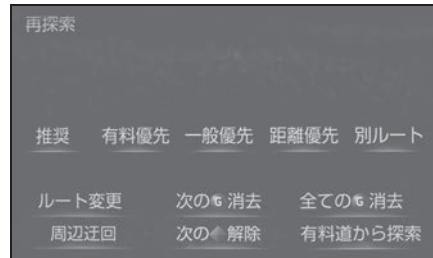 再探索
推奨 有料優先 一般優先 距離優先 別ルート
ルート変更 次のG消去 全てのG消去
周辺迂回 次の 解除 有料道から探索